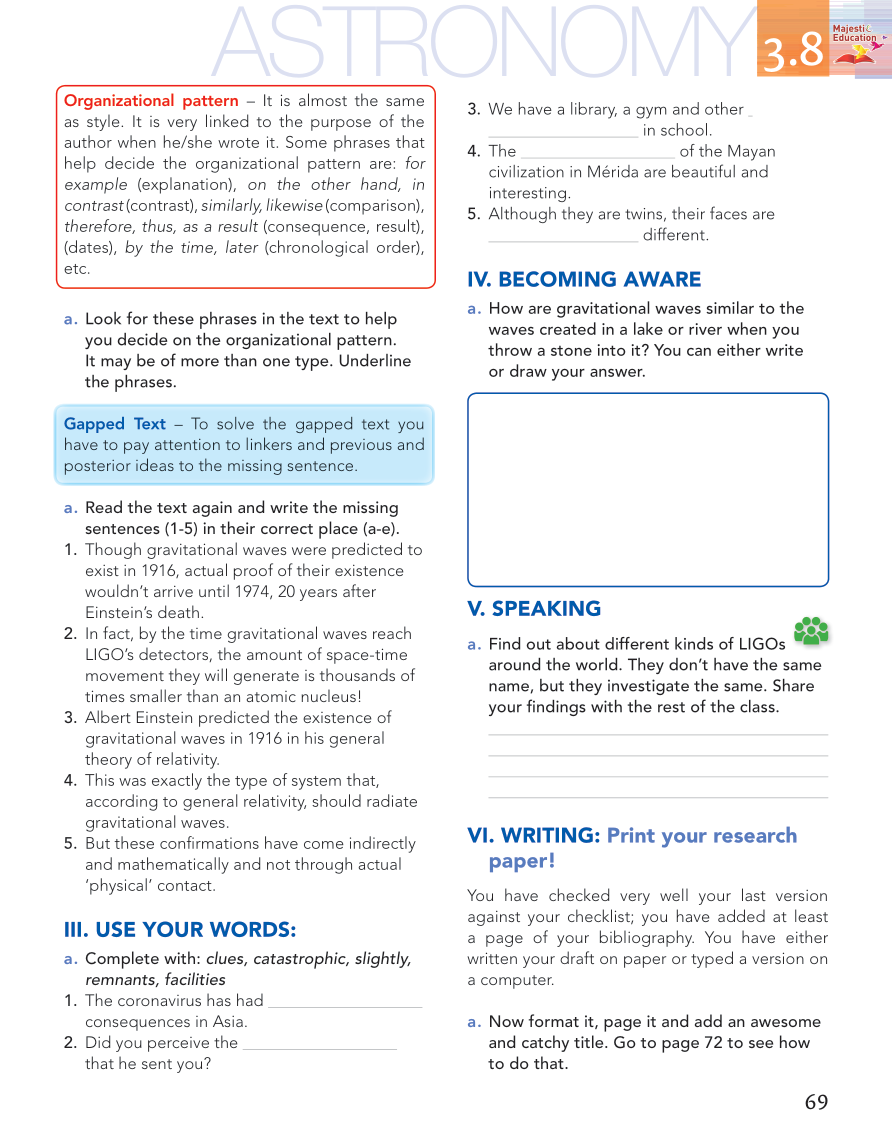 ASTRONOMY
3.8
Majestic
Education
Organizational pattern – It is almost the same
as style. It is very linked to the purpose of the
author when he/she wrote it. Some phrases that
help decide the organizational pattern are: for
example (explanation), on the other hand, in
contrast (contrast), similarly, likewise (comparison),
therefore, thus, as a result (consequence, result),
(dates), by the time, later (chronological order),
etc.
a. Look for these phrases in the text to help
you decide on the organizational pattern.
It may be of more than one type. Underline
the phrases.
Gapped Text – To solve the gapped text you
have to pay attention to linkers and previous and
posterior ideas to the missing sentence.
a. Read the text again and write the missing
sentences (1-5) in their correct place (a-e).
1. Though gravitational waves were predicted to
exist in 1916, actual proof of their existence
wouldn't arrive until 1974, 20 years after
Einstein's death.
2. In fact, by the time gravitational waves reach
LIGO's detectors, the amount of space-time
movement they will generate is thousands of
times smaller than an atomic nucleus!
3. Albert Einstein predicted the existence of
gravitational waves in 1916 in his general
theory of relativity.
4. This was exactly the type of system that,
according to general relativity, should radiate
gravitational waves.
5. But these confirmations have come indirectly
and mathematically and not through actual
'physical' contact.
III. USE YOUR WORDS:
a. Complete with: clues, catastrophic, slightly,
remnants, facilities
1. The coronavirus has had ____________
consequences in Asia.
2. Did you perceive the ____________
that he sent you?
3. We have a library, a gym and other _
____________ in school.
4. The ____________ of the Mayan
civilization in Mérida are beautiful and
interesting.
5. Although they are twins, their faces are
____________ different.
IV. BECOMING AWARE
a. How are gravitational waves similar to the
waves created in a lake or river when you
throw a stone into it? You can either write
or draw your answer.
V. SPEAKING
a. Find out about different kinds of LIGOs
around the world. They don't have the same
name, but they investigate the same. Share
your findings with the rest of the class.
VI. WRITING: Print your research
paper!
You have checked very well your last version
against your checklist; you have added at least
a page of your bibliography. You have either
written your draft on paper or typed a version on
a computer.
a. Now format it, page it and add an awesome
and catchy title. Go to page 72 to see how
to do that.
69